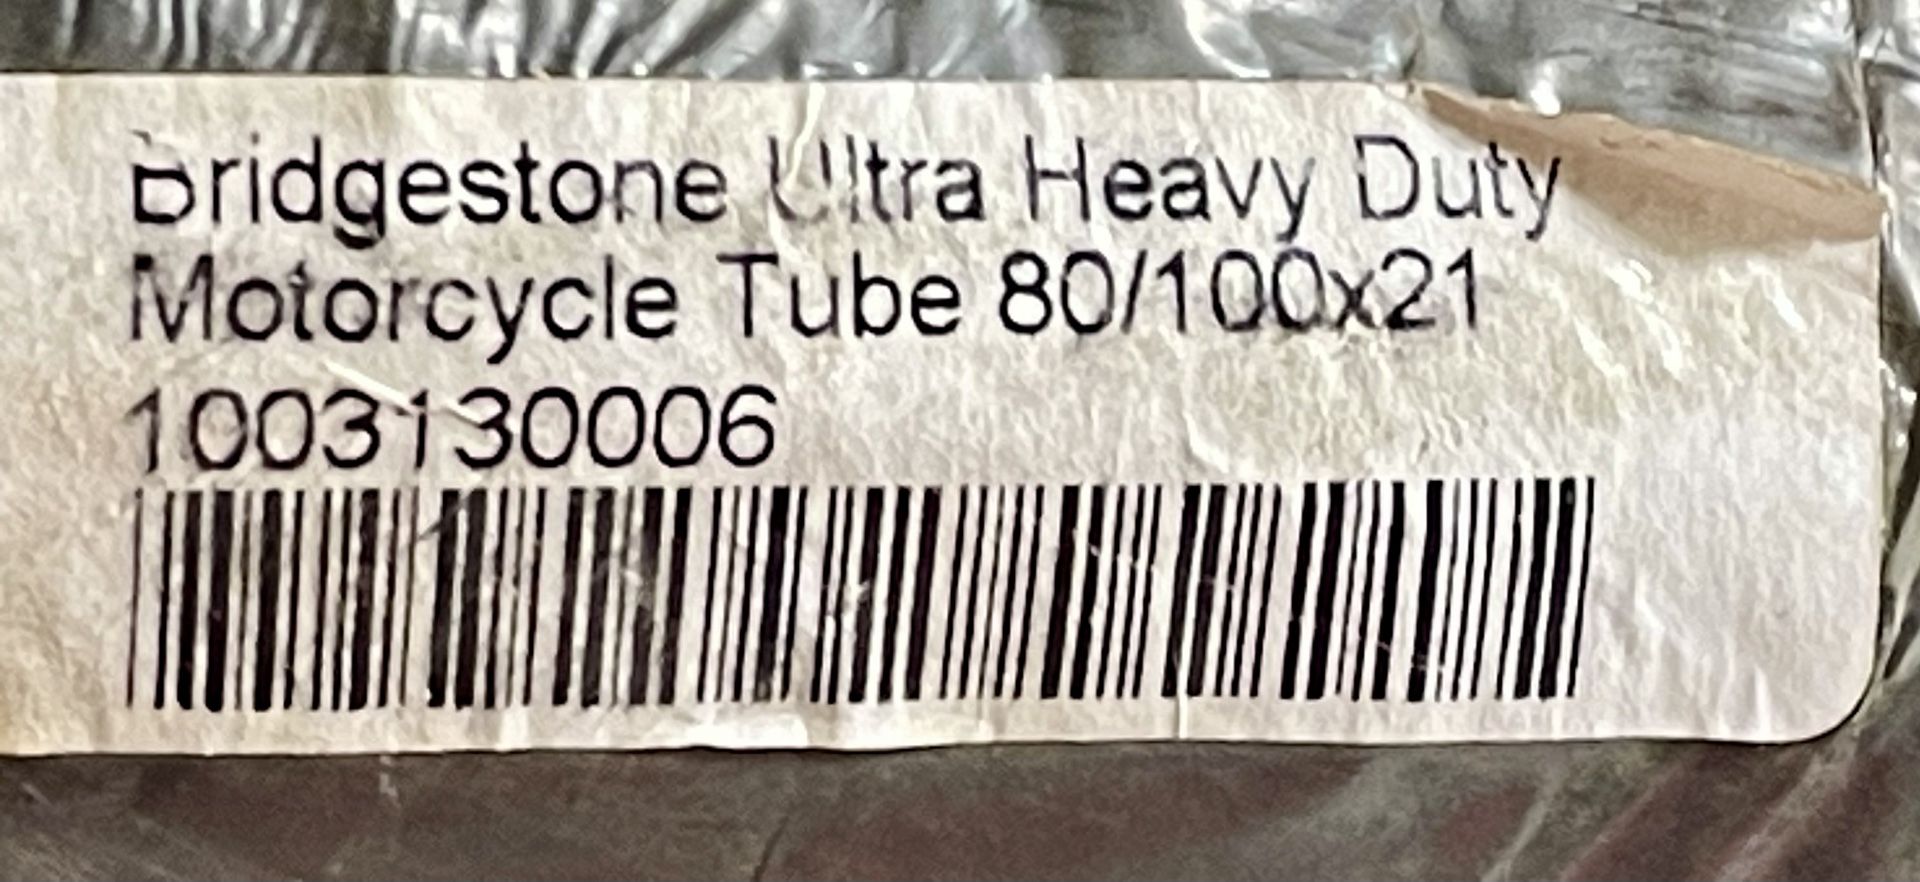 Bridgestone Ultra Heavy Duty
Motorcycle Tube 80/100x21
1003130006